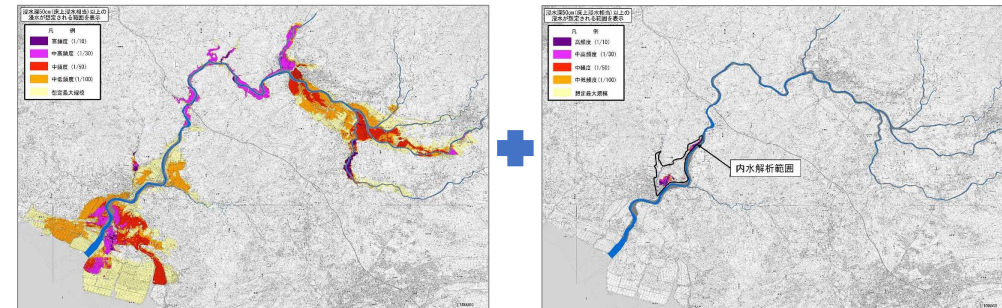 浸水深50cm(床上浸水相当)以上の
浸水が想定される範囲を表示
凡　例
高頻度(1/10)
中高頻度(1/30)
中頻度(1/50)
中低頻度(1/100)
想定最大規模
浸水深50cm(床上浸水相当)以上の
浸水が想定される範囲を表示
凡　例
高頻度(1/10)
中高頻度(1/30)
中頻度(1/50)
中低頻度(1/100)
想定最大規模
内水解析範囲